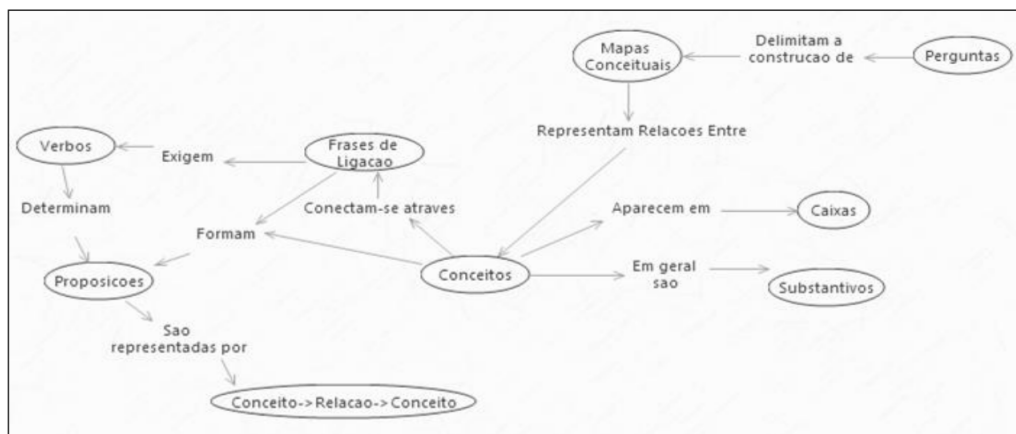 Mapas
Conceituais
Delimitam a
construcao de
Perguntas
Representam Relacoes Entre
Verbos
Exigem
Frases de
Ligacao
Determinam
Conectam-se atraves
Aparecem em
Caixas
Formam
Proposicoes
Conceitos
Em geral
sao
Substantivos
Sao
representadas por
Conceito->Relacao->Conceito